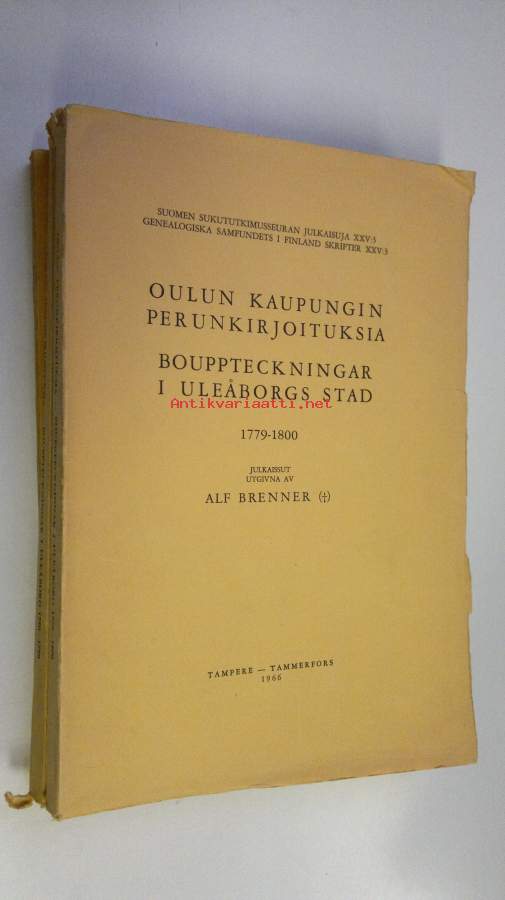 SUOMEN SUKUTUTKIMUSSEURAN JULKAISUJA XXV:3
GENEALOGISKA SAMFUNDETS I FINLAND SKRIFTER XXV:3
OULUN KAUPUNGIN
PERUNKIRJOITUKSIA
BOUPPTECKNINGAR
I ULEÅBORGS STAD
Antikvariaatti.net
1779-1800
JULKAISSUT
UTGIVNA AV
ALF BRENNER (†)
TAMPERE — TAMMERFORS
1966